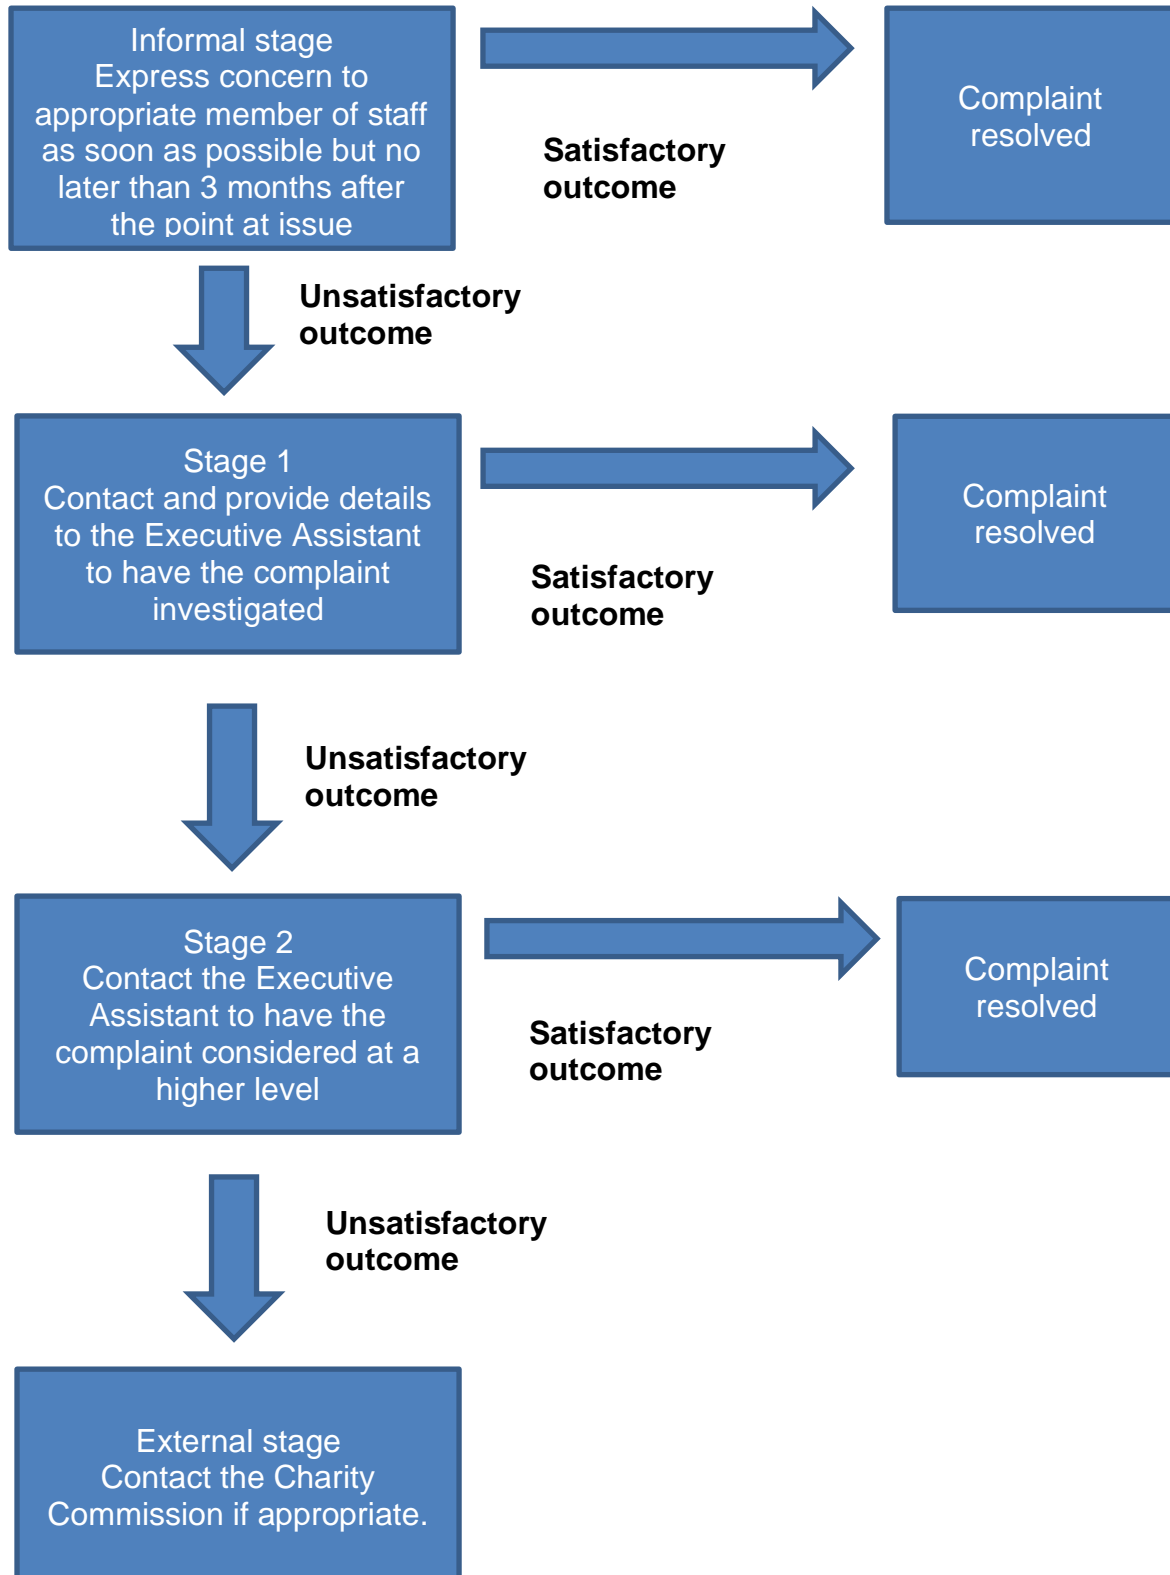 Informal stage
Express concern to
appropriate member of staff
as soon as possible but no
later than 3 months after
the point at issue
Satisfactory
outcome
Complaint
resolved
Unsatisfactory
outcome
Stage 1
Contact and provide details
to the Executive Assistant
to have the complaint
investigated
Satisfactory
outcome
Complaint
resolved
Unsatisfactory
outcome
Stage 2
Contact the Executive
Assistant to have the
complaint considered at a
higher level
Satisfactory
outcome
Complaint
resolved
Unsatisfactory
outcome
External stage
Contact the Charity
Commission if appropriate.